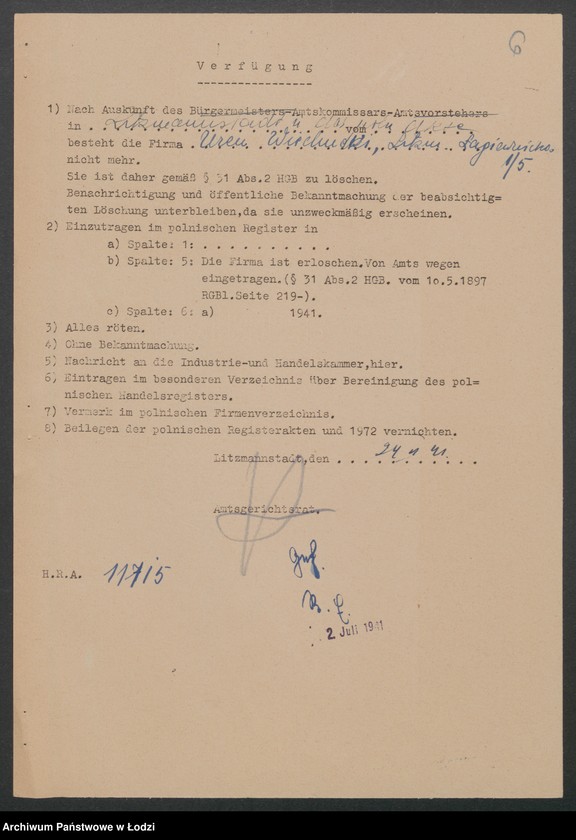 6
Verfügung
1) Nach Auskunft des Bürgermeisters-Amtskommissars-Amtsvorstehers
in . Litzmannstadt u. vom
besteht die Firma .
1/5.
nicht mehr.
Sie ist daher gemäß § 31 Abs.2 HGB zu löschen.
Benachrichtigung und öffentliche Bekanntmachung der beabsichtig=
ten Löschung unterbleiben,da sie unzweckmäßig erscheinen.
2) Einzutragen im polnischen Register in
a) Spalte: 1: . . . . . . . . . . .
b) Spalte: 5: Die Firma ist erloschen.Von Amts wegen
eingetragen.(§ 31 Abs.2 HGB. vom 10.5.1897
RGBl.Seite 219-).
c) Spalte: 6: a) 1941.
3) Alles röten.
4) Ohne Bekanntmachung.
5) Nachricht an die Industrie-und Handelskammer,hier.
6) Eintragen im besonderen Verzeichnis über Bereinigung des pol=
nischen Handelsregisters.
7) Vermerk im polnischen Firmenverzeichnis.
8) Beilegen der polnischen Registerakten und 1972 vernichten.
Litzmannstadt,den . . . . . . . . . . .
Amtsgerichtsrat.
H.R.A. 11715
2. Juli 1941
Archiwum Państwowe w Łodzi